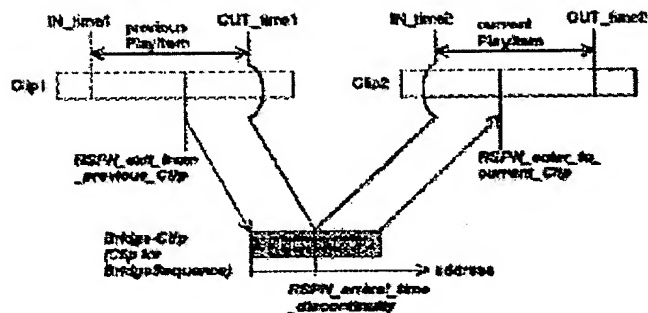 IN_time1
previous
PlayItem
OUT_time1
IN_time2
current
PlayItem
OUT_time2
Clip1
Clip2
RSPN_exit_from
_previous_Clip
RSPN_enter_to_
current_Clip
Bridge-Clip
(Clip for
BridgeSequence)
address
RSPN_arrival_time
_discontinuity